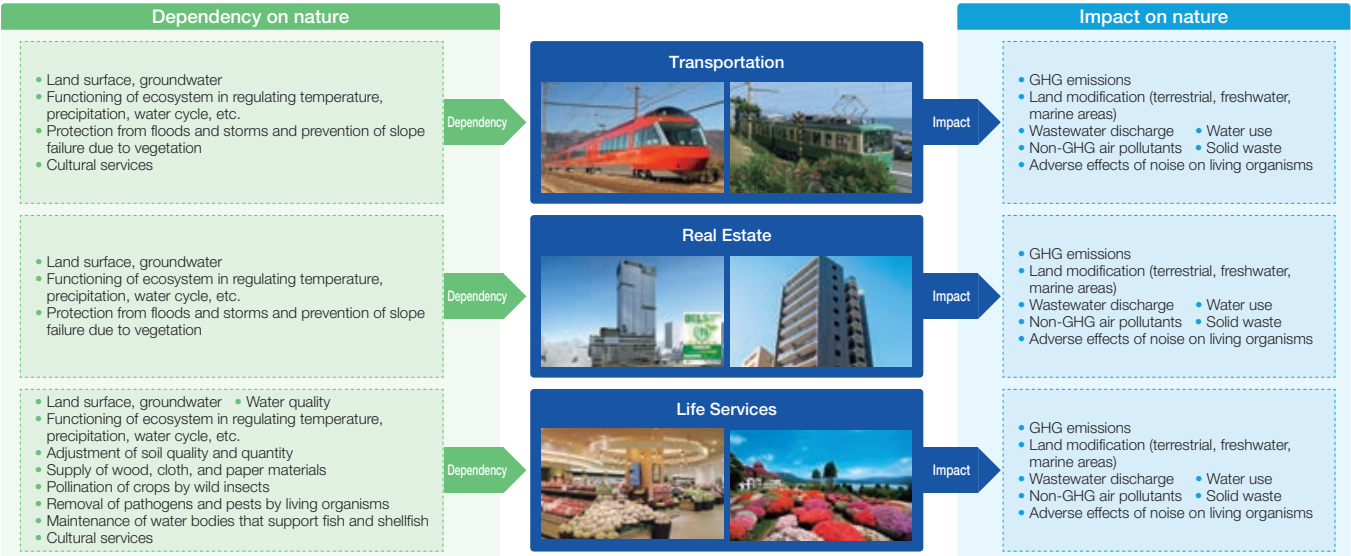 Dependency on nature
Impact on nature
• Land surface, groundwater
• Functioning of ecosystem in regulating temperature,
precipitation, water cycle, etc.
• Protection from floods and storms and prevention of slope
failure due to vegetation
• Cultural services
Dependency
Transportation
Impact
• GHG emissions
• Land modification (terrestrial, freshwater,
marine areas)
• Wastewater discharge • Water use
• Non-GHG air pollutants • Solid waste
• Adverse effects of noise on living organisms
• Land surface, groundwater
• Functioning of ecosystem in regulating temperature,
precipitation, water cycle, etc.
• Protection from floods and storms and prevention of slope
failure due to vegetation
Dependency
Real Estate
BELS
Impact
• GHG emissions
• Land modification (terrestrial, freshwater,
marine areas)
• Wastewater discharge • Water use
• Non-GHG air pollutants • Solid waste
• Adverse effects of noise on living organisms
• Land surface, groundwater • Water quality
• Functioning of ecosystem in regulating temperature,
precipitation, water cycle, etc.
• Adjustment of soil quality and quantity
• Supply of wood, cloth, and paper materials
• Pollination of crops by wild insects
• Removal of pathogens and pests by living organisms
• Maintenance of water bodies that support fish and shellfish
• Cultural services
Dependency
Life Services
Impact
• GHG emissions
• Land modification (terrestrial, freshwater,
marine areas)
• Wastewater discharge • Water use
• Non-GHG air pollutants • Solid waste
• Adverse effects of noise on living organisms